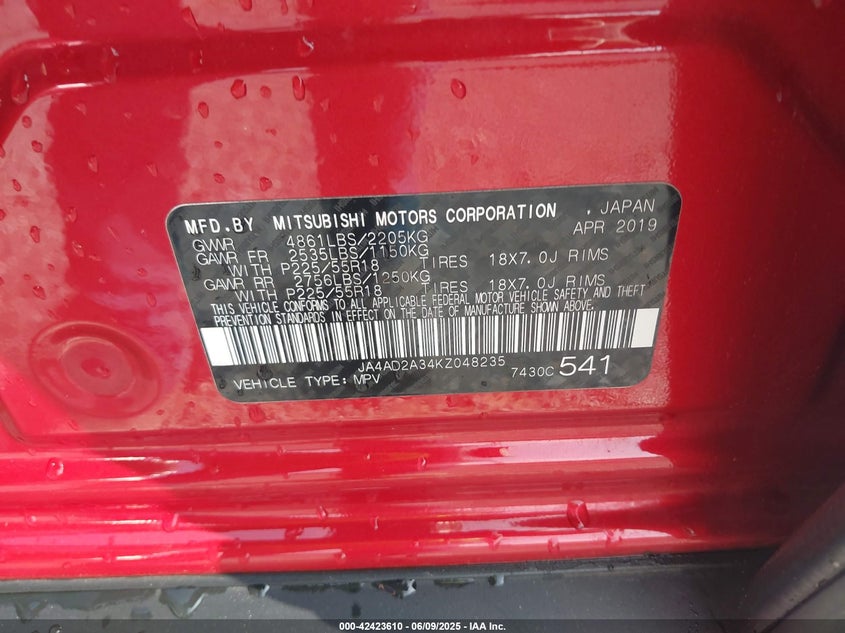 MFD.BY MITSUBISHI MOTORS CORPORATION , JAPAN
GVWR 4861LBS/2205KG APR 2019
GAWR FR 2535LBS/1150KG
WITH P225/55R18 TIRES 18X7.0J RIMS
GAWR RR 2756LBS/1250KG
WITH P225/55R18 TIRES 18X7.0J RIMS
THIS VEHICLE CONFORMS TO ALL APPLICABLE FEDERAL MOTOR VEHICLE SAFETY AND THEFT
PREVENTION STANDARDS IN EFFECT ON THE DATE OF MANUFACTURE SHOWN ABOVE.
JA4AD2A34KZ048235
VEHICLE TYPE: MPV 7430C 541
000-42423610 | 06/09/2025 | IAA Inc.